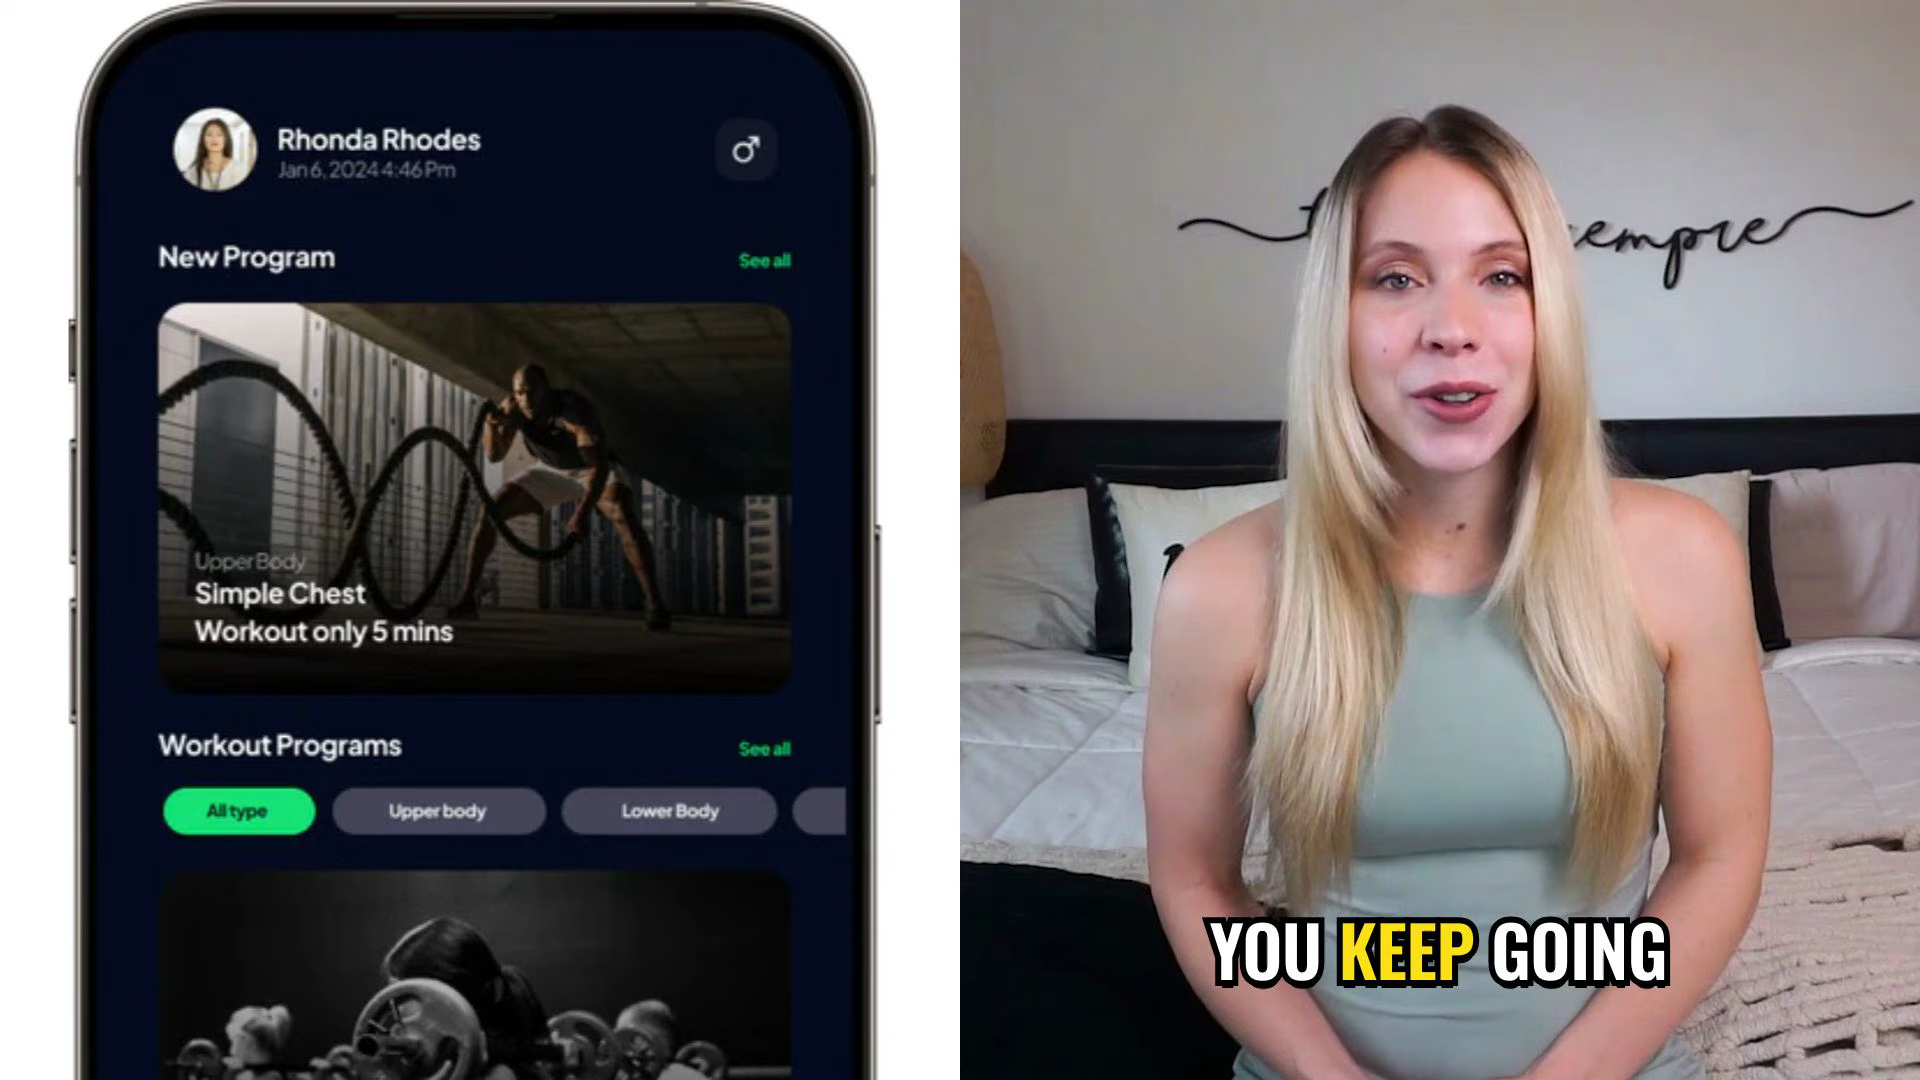 Rhonda Rhodes
Jan 6, 2024 4:46 Pm
New Program
See all
Upper Body
Simple Chest
Workout only 5 mins
Workout Programs
See all
All type
Upper body
Lower Body
sempre
YOU KEEP GOING